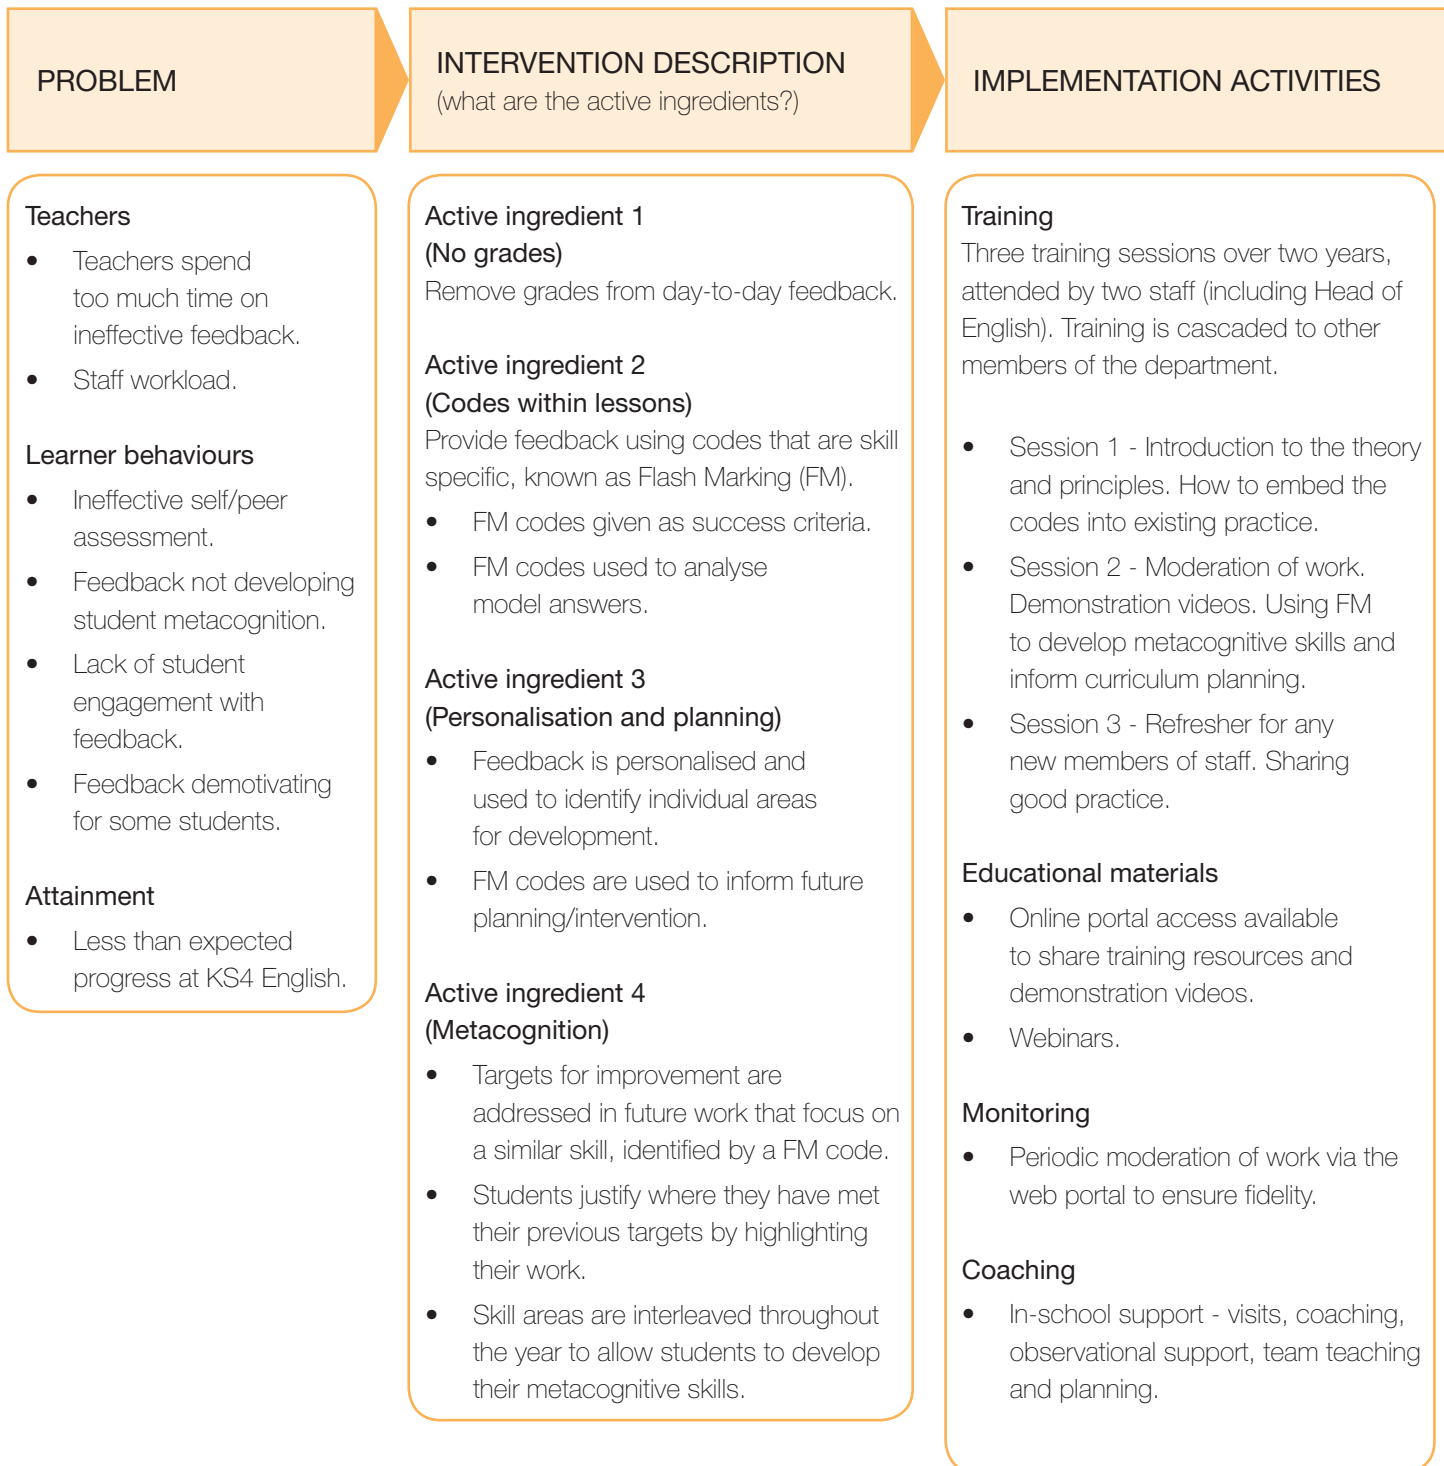 PROBLEM
INTERVENTION DESCRIPTION
(what are the active ingredients?)
IMPLEMENTATION ACTIVITIES
Teachers
• Teachers spend
too much time on
ineffective feedback.
• Staff workload.
Learner behaviours
• Ineffective self/peer
assessment.
• Feedback not developing
student metacognition.
• Lack of student
engagement with
feedback.
• Feedback demotivating
for some students.
Attainment
• Less than expected
progress at KS4 English.
Active ingredient 1
(No grades)
Remove grades from day-to-day feedback.
Active ingredient 2
(Codes within lessons)
Provide feedback using codes that are skill
specific, known as Flash Marking (FM).
• FM codes given as success criteria.
• FM codes used to analyse
model answers.
Active ingredient 3
(Personalisation and planning)
• Feedback is personalised and
used to identify individual areas
for development.
• FM codes are used to inform future
planning/intervention.
Active ingredient 4
(Metacognition)
• Targets for improvement are
addressed in future work that focus on
a similar skill, identified by a FM code.
• Students justify where they have met
their previous targets by highlighting
their work.
• Skill areas are interleaved throughout
the year to allow students to develop
their metacognitive skills.
Training
Three training sessions over two years,
attended by two staff (including Head of
English). Training is cascaded to other
members of the department.
• Session 1 - Introduction to the theory
and principles. How to embed the
codes into existing practice.
• Session 2 - Moderation of work.
Demonstration videos. Using FM
to develop metacognitive skills and
inform curriculum planning.
• Session 3 - Refresher for any
new members of staff. Sharing
good practice.
Educational materials
• Online portal access available
to share training resources and
demonstration videos.
• Webinars.
Monitoring
• Periodic moderation of work via the
web portal to ensure fidelity.
Coaching
• In-school support - visits, coaching,
observational support, team teaching
and planning.